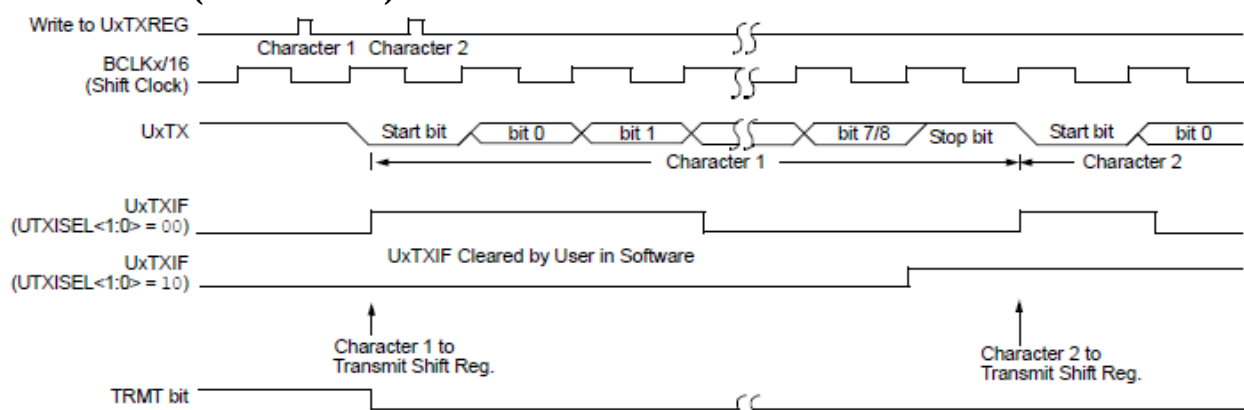 Write to UxTXREG
Character 1 Character 2
BCLKx/16
(Shift Clock)
UxTX
Start bit bit 0 bit 1 bit 7/8 Stop bit Start bit bit 0
Character 1 Character 2
UxTXIF
(UTXISEL<1:0> = 00)
UxTXIF Cleared by User in Software
UxTXIF
(UTXISEL<1:0> = 10)
Character 1 to
Transmit Shift Reg.
Character 2 to
Transmit Shift Reg.
TRMT bit